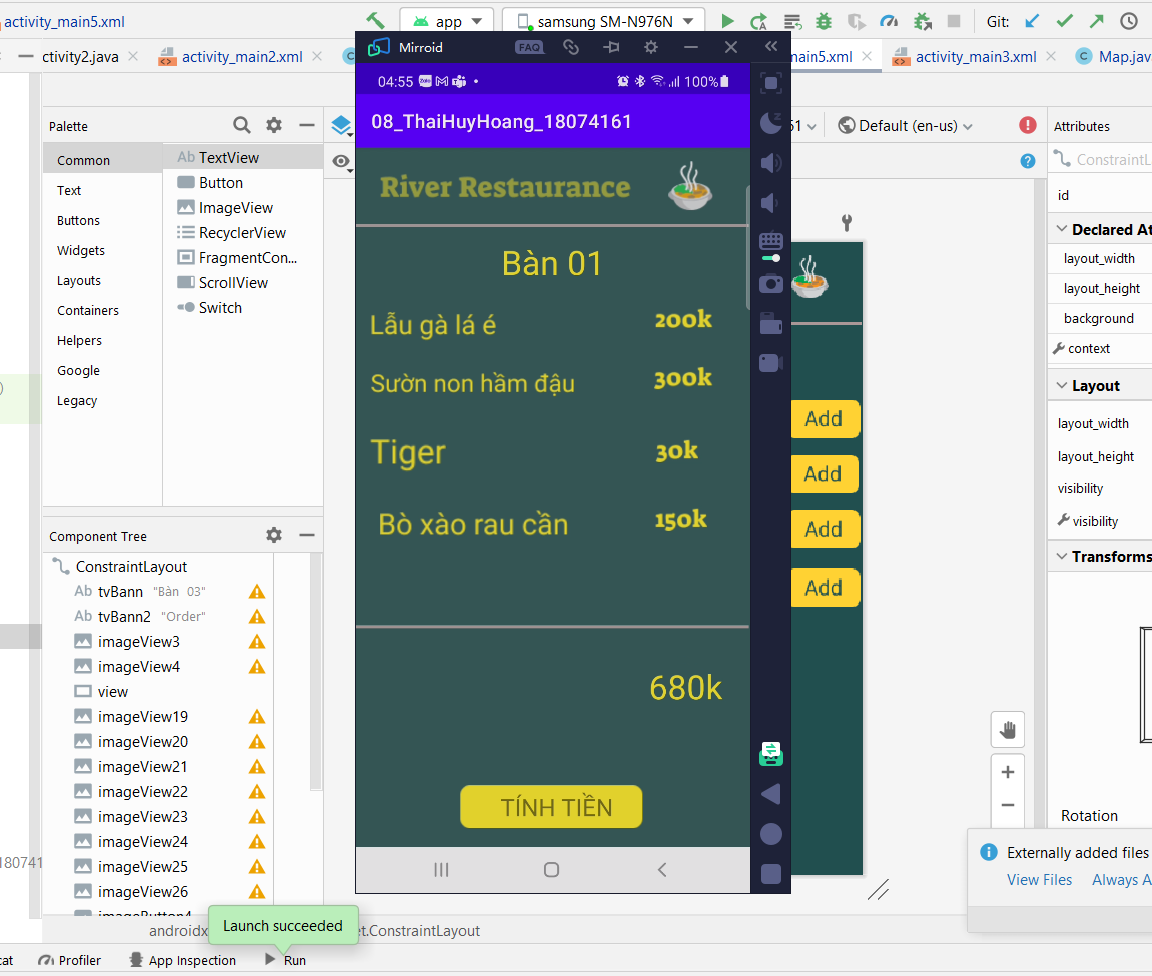 activity_main5.xml
app
samsung SM-N976N
Git:
ctivity2.java
activity_main2.xml
main5.xml
activity_main3.xml
Map.jav
Mirroid
FAQ
04:55
Zalo
100%
08_ThaiHuyHoang_18074161
River Restaurance
Bàn 01
Lẫu gà lá é
200k
Sườn non hầm đậu
300k
Tiger
30k
Bò xào rau cần
150k
680k
TÍNH TIỀN
Palette
Common
Text
Buttons
Widgets
Layouts
Containers
Helpers
Google
Legacy
Ab TextView
Button
ImageView
RecyclerView
FragmentCon...
ScrollView
Switch
Component Tree
ConstraintLayout
Ab tvBann "Bàn 03"
Ab tvBann2 "Order"
imageView3
imageView4
view
imageView19
imageView20
imageView21
imageView22
imageView23
imageView24
imageView25
imageView26
imageButton4
51
Default (en-us)
Add
Add
Add
Add
Attributes
ConstraintL
id
Declared At
layout_width
layout_height
background
context
Layout
layout_width
layout_height
visibility
visibility
Transforms
Rotation
Externally added files
View Files
Always A
180741
Launch succeeded
androidx
et.ConstraintLayout
cat
Profiler
App Inspection
Run